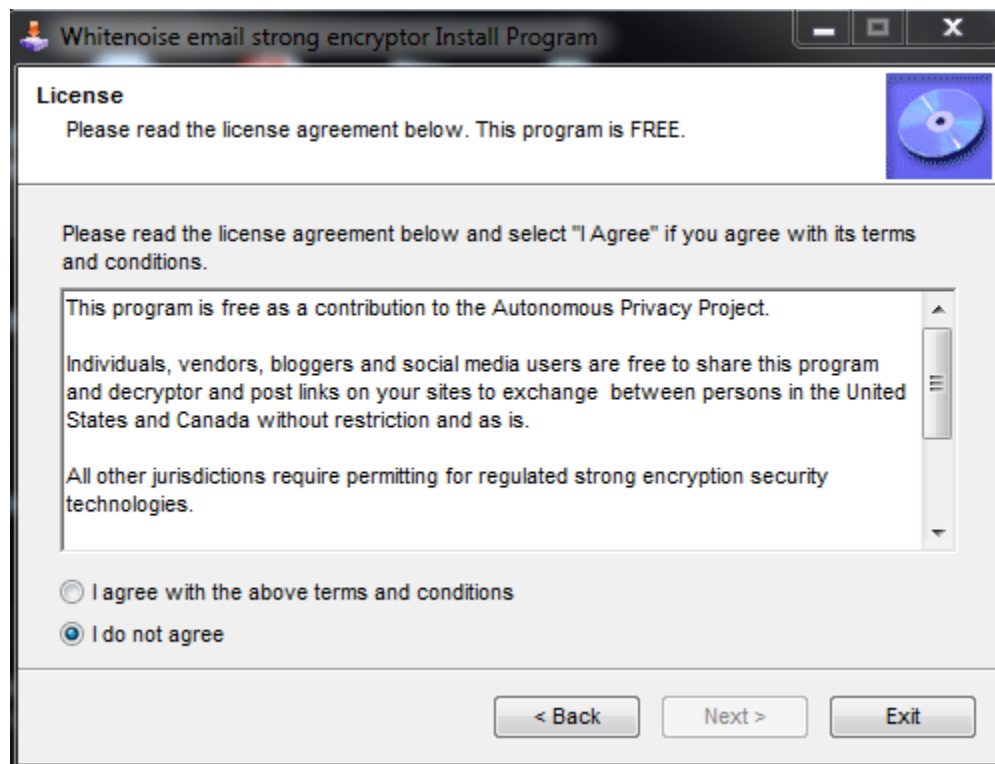 Whitenoise email strong encryptor Install Program
License
Please read the license agreement below. This program is FREE.
Please read the license agreement below and select "I Agree" if you agree with its terms
and conditions.
This program is free as a contribution to the Autonomous Privacy Project.
Individuals, vendors, bloggers and social media users are free to share this program
and decryptor and post links on your sites to exchange  between persons in the United
States and Canada without restriction and as is.
All other jurisdictions require permitting for regulated strong encryption security
technologies.
I agree with the above terms and conditions
I do not agree
< Back
Next >
Exit